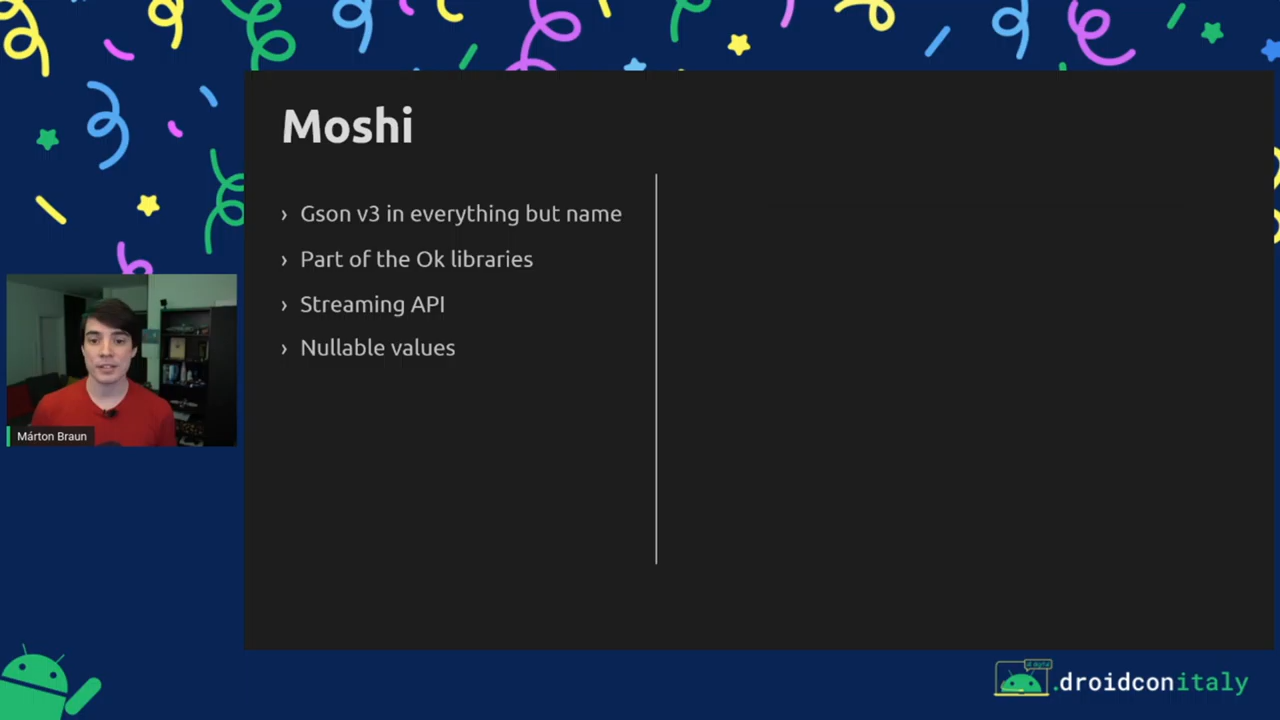 Moshi
› Gson v3 in everything but name
› Part of the Ok libraries
› Streaming API
› Nullable values
Márton Braun
.droidconitaly